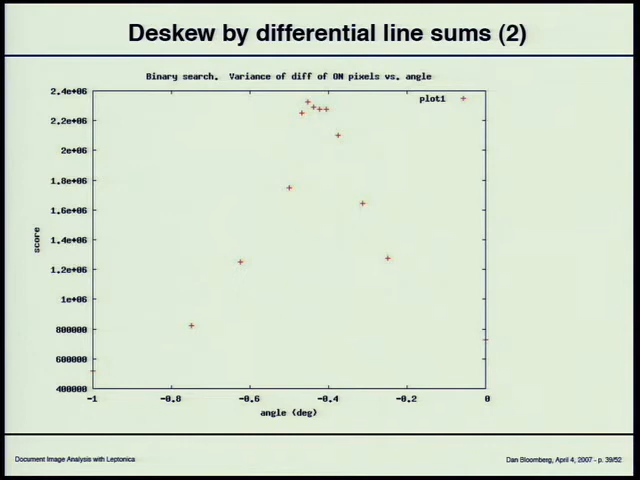 Deskew by differential line sums (2)
Binary search. Variance of diff of ON pixels vs. angle
plot1
2.4e+06
2.2e+06
2e+06
1.8e+06
1.6e+06
1.4e+06
1.2e+06
1e+06
800000
600000
400000
score
-1 -0.8 -0.6 -0.4 -0.2 0
angle (deg)
Document Image Analysis with Leptonica
Dan Bloomberg, April 4, 2007 - p. 39/52